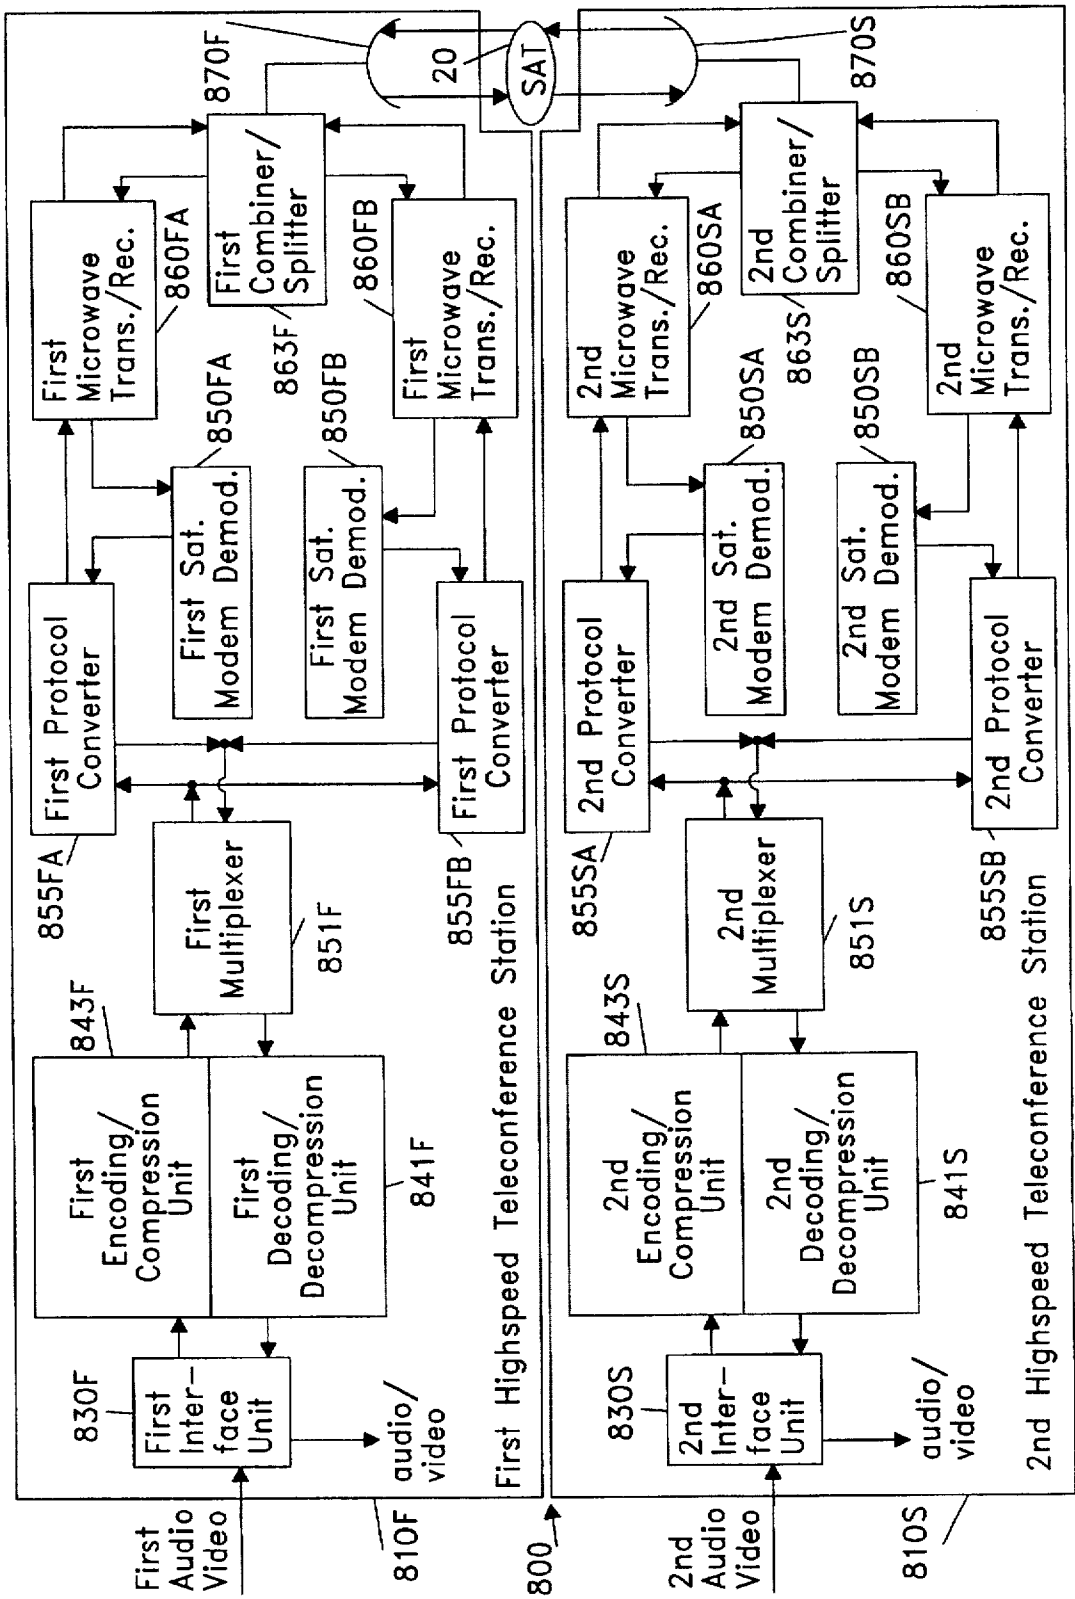 First
Audio
Video
810F
830F
First
Inter-
face
Unit
audio/
video
First
Encoding/
Compression
Unit
843F
First
Decoding/
Decompression
Unit
841F
First
Multiplexer
851F
First Protocol
Converter
855FA
First Protocol
Converter
855FB
First Sat.
Modem Demod.
850FA
First Sat.
Modem Demod.
850FB
First
Microwave
Trans./Rec.
860FA
First
Microwave
Trans./Rec.
860FB
First
Combiner/
Splitter
863F
870F
20
SAT
First Highspeed Teleconference Station
800
2nd
Audio
Video
810S
830S
2nd
Inter-
face
Unit
audio/
video
2nd
Encoding/
Compression
Unit
843S
2nd
Decoding/
Decompression
Unit
841S
2nd
Multiplexer
851S
2nd Protocol
Converter
855SA
2nd Protocol
Converter
855SB
2nd Sat.
Modem Demod.
850SA
2nd Sat.
Modem Demod.
850SB
2nd
Microwave
Trans./Rec.
860SA
2nd
Microwave
Trans./Rec.
860SB
2nd
Combiner/
Splitter
863S
870S
2nd Highspeed Teleconference Station